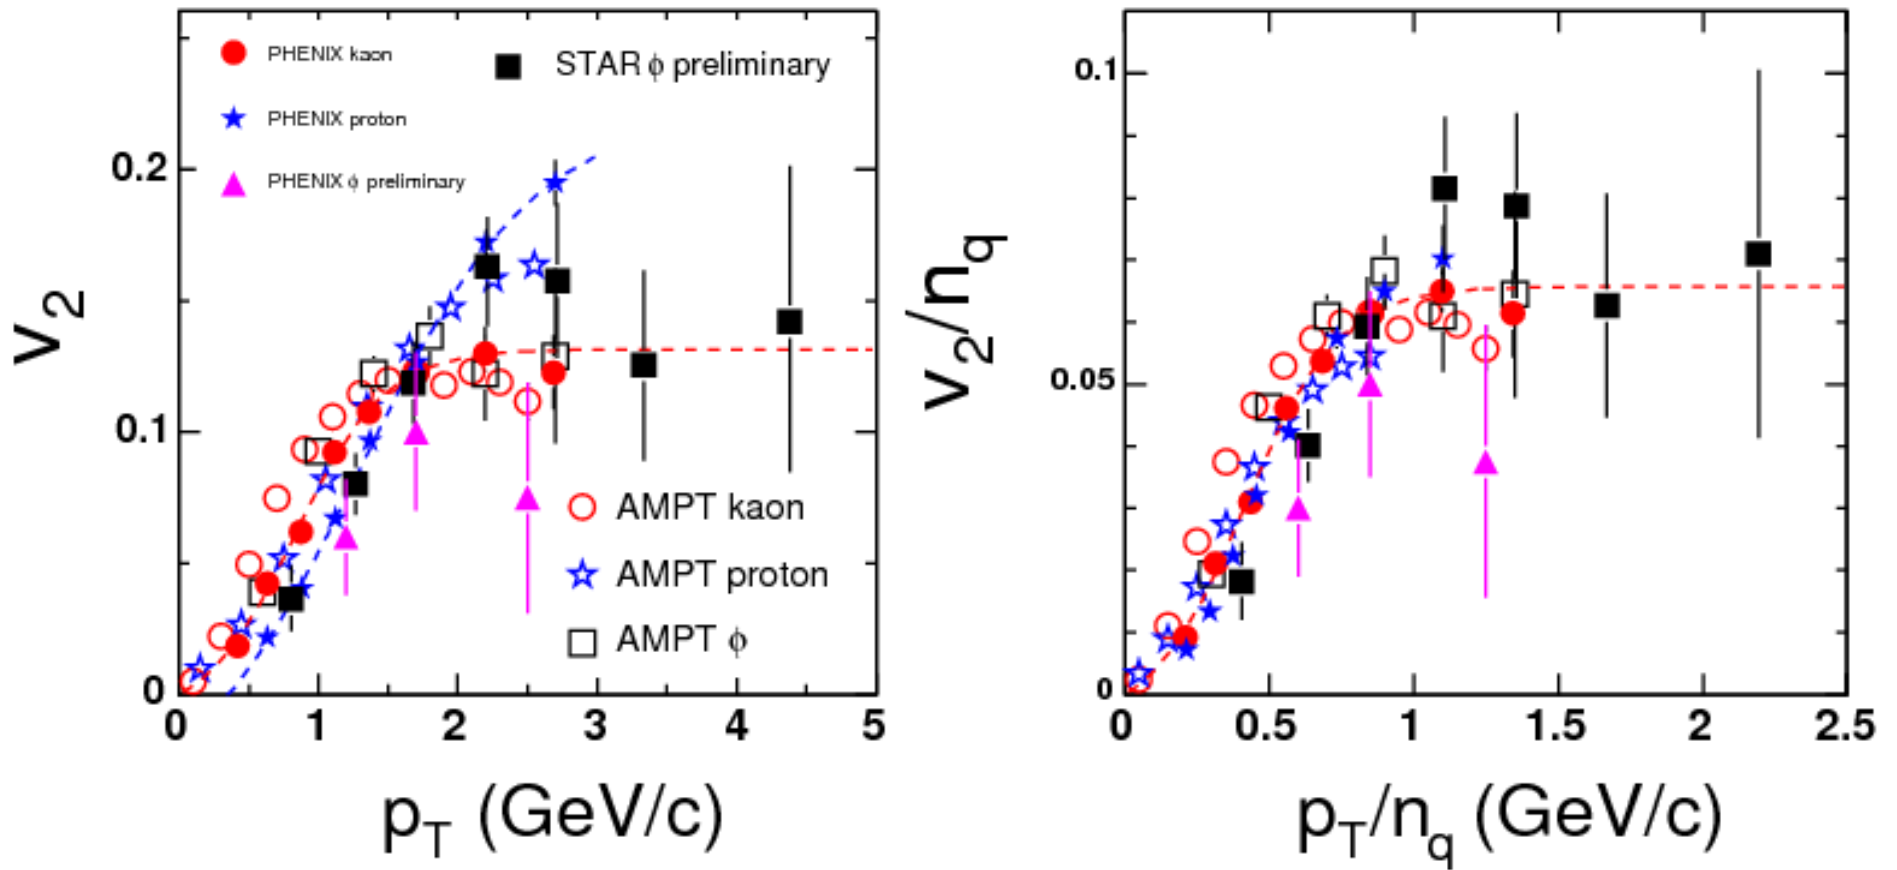 PHENIX kaon
STAR ϕ preliminary
PHENIX proton
PHENIX ϕ preliminary
AMPT kaon
AMPT proton
AMPT ϕ
v2
0.2
0.1
0
0 1 2 3 4 5
pT (GeV/c)
v2/nq
0.1
0.05
0
0 0.5 1 1.5 2 2.5
pT/nq (GeV/c)